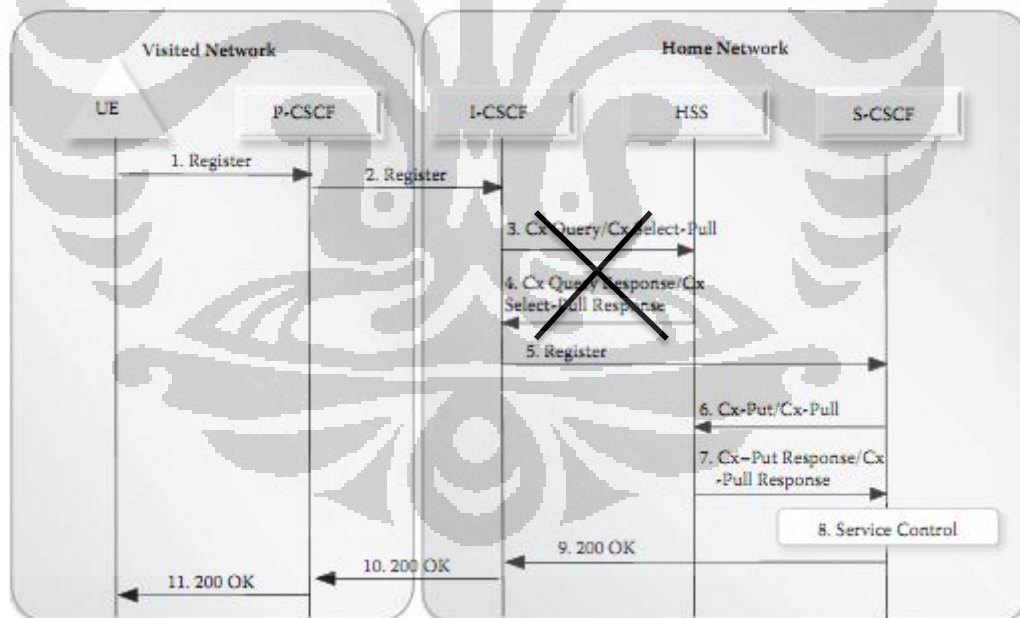 Visited Network
Home Network
UE
P-CSCF
I-CSCF
HSS
S-CSCF
1. Register
2. Register
3. Cx Query/Cx Select-Pull
4. Cx Query Response/Cx
Select-Pull Response
5. Register
6. Cx-Put/Cx-Pull
7. Cx-Put Response/Cx
-Pull Response
8. Service Control
9. 200 OK
10. 200 OK
11. 200 OK